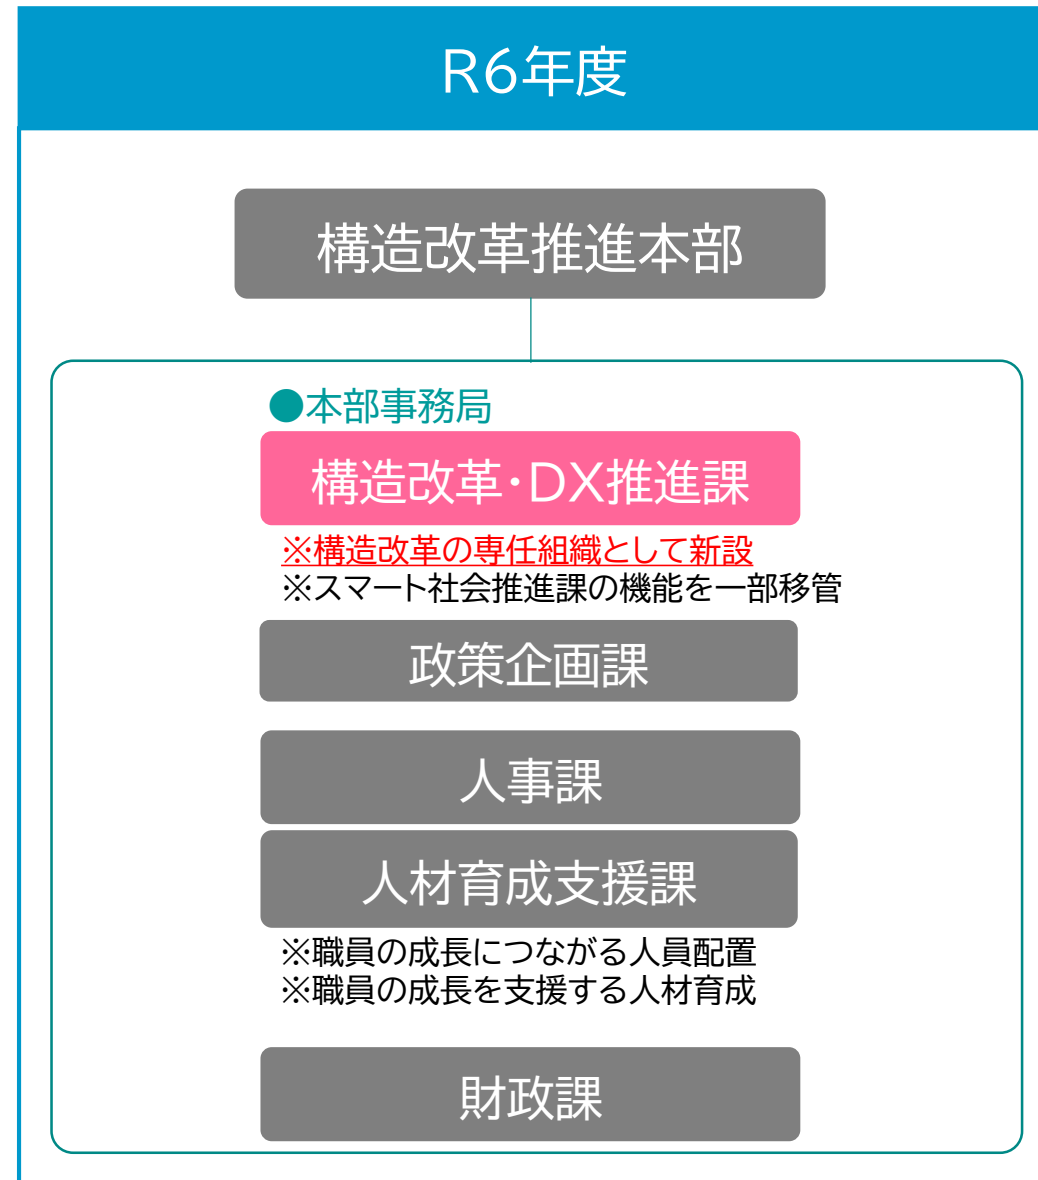 R6年度
構造改革推進本部
●本部事務局
構造改革・DX推進課
※構造改革の専任組織として新設
※スマート社会推進課の機能を一部移管
政策企画課
人事課
人材育成支援課
※職員の成長につながる人員配置
※職員の成長を支援する人材育成
財政課